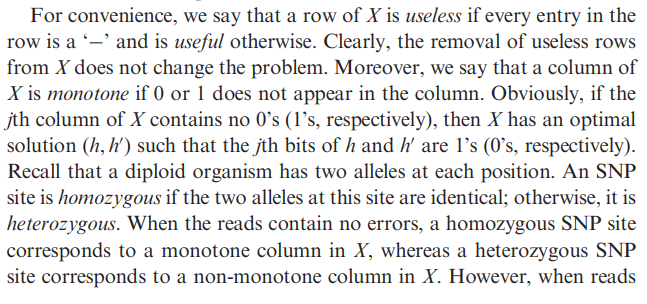 For convenience, we say that a row of X is useless if every entry in the
row is a ‘−’ and is useful otherwise. Clearly, the removal of useless rows
from X does not change the problem. Moreover, we say that a column of
X is monotone if 0 or 1 does not appear in the column. Obviously, if the
jth column of X contains no 0’s (1’s, respectively), then X has an optimal
solution (h, h′) such that the jth bits of h and h′ are 1’s (0’s, respectively).
Recall that a diploid organism has two alleles at each position. An SNP
site is homozygous if the two alleles at this site are identical; otherwise, it is
heterozygous. When the reads contain no errors, a homozygous SNP site
corresponds to a monotone column in X, whereas a heterozygous SNP
site corresponds to a non-monotone column in X. However, when reads